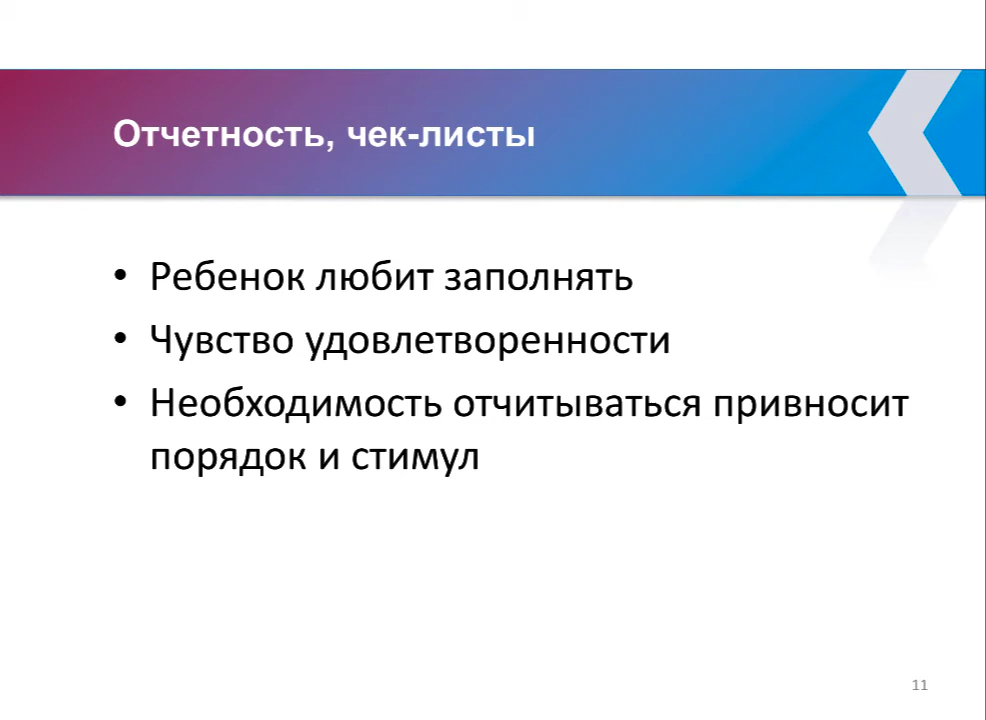 Отчетность, чек-листы
• Ребенок любит заполнять
• Чувство удовлетворенности
• Необходимость отчитываться привносит
порядок и стимул
11